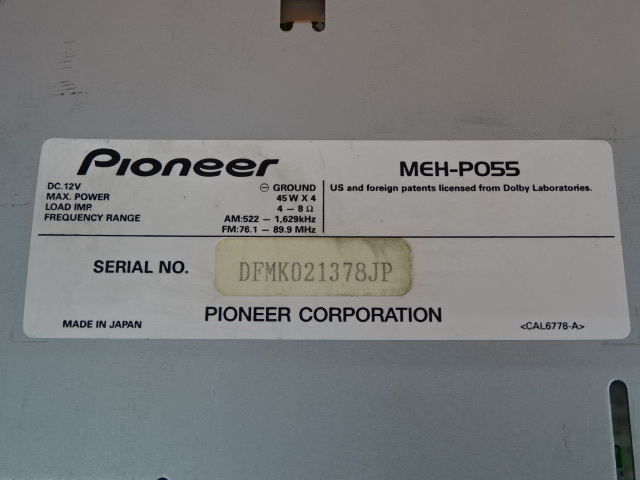 Pioneer
MEH-P055
DC.12V ⊖ GROUND
MAX. POWER 45 W X 4
LOAD IMP. 4 – 8 Ω
FREQUENCY RANGE AM:522 – 1,629kHz
FM:76.1 – 89.9 MHz
US and foreign patents licensed from Dolby Laboratories.
SERIAL NO. DFMK021378JP
PIONEER CORPORATION
MADE IN JAPAN
<CAL6778-A>